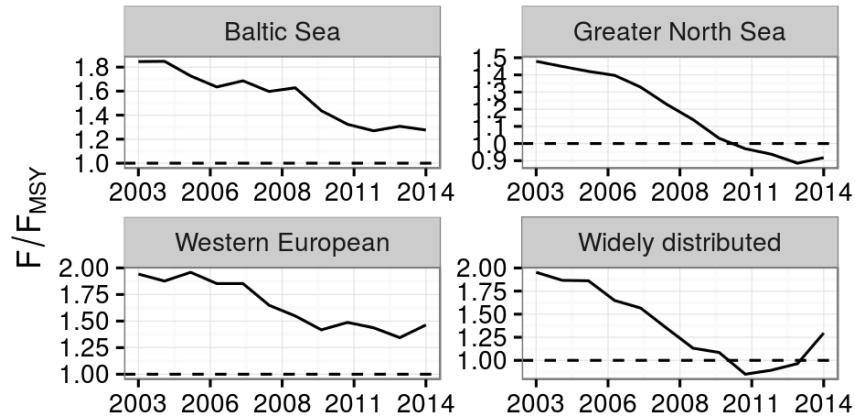 Baltic Sea
Greater North Sea
1.8
1.6
1.4
1.2
1.0
1.5
1.4
1.3
1.2
1.1
1.0
0.9
2003 2006 2008 2011 2014
2003 2006 2008 2011 2014
F/FMSY
Western European
Widely distributed
2.00
1.75
1.50
1.25
1.00
2.00
1.75
1.50
1.25
1.00
2003 2006 2008 2011 2014
2003 2006 2008 2011 2014